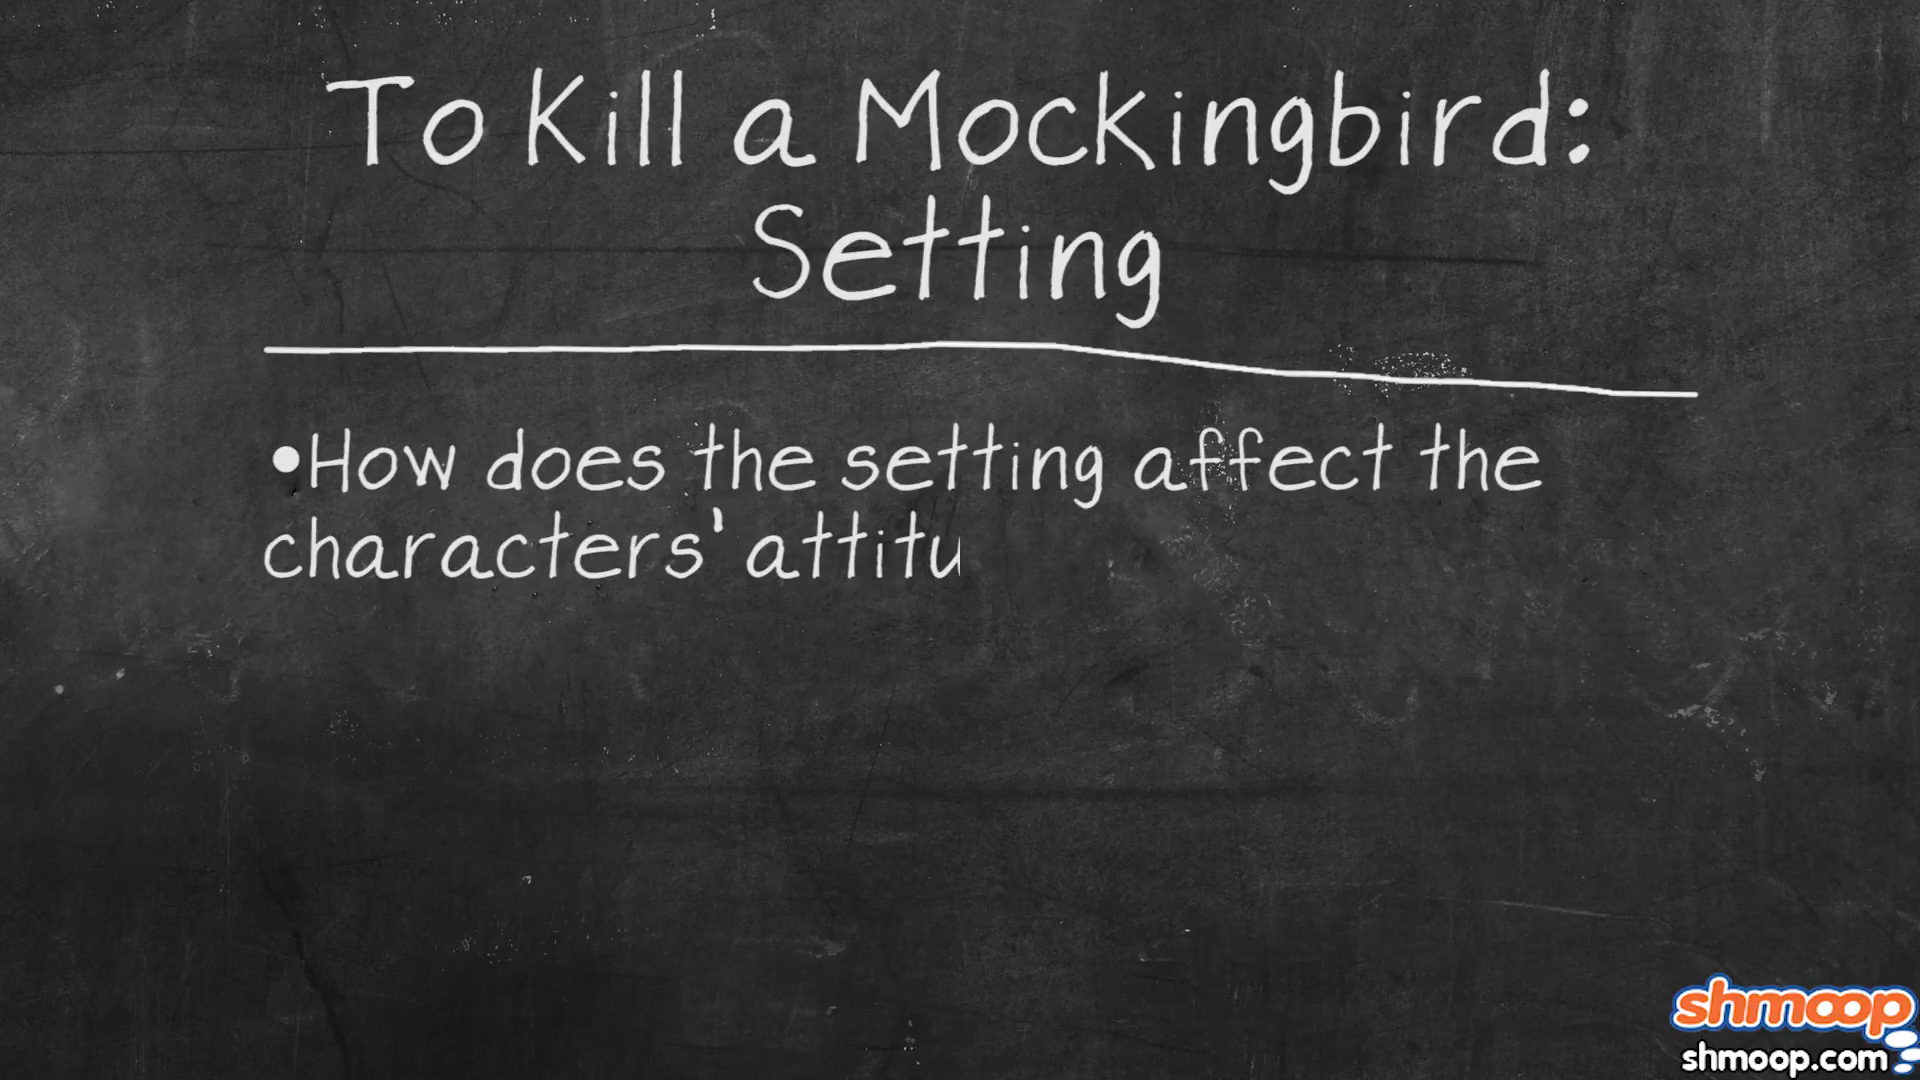 To Kill a Mockingbird:
Setting
•How does the setting affect the
characters' attitu
shmoop
shmoop.com